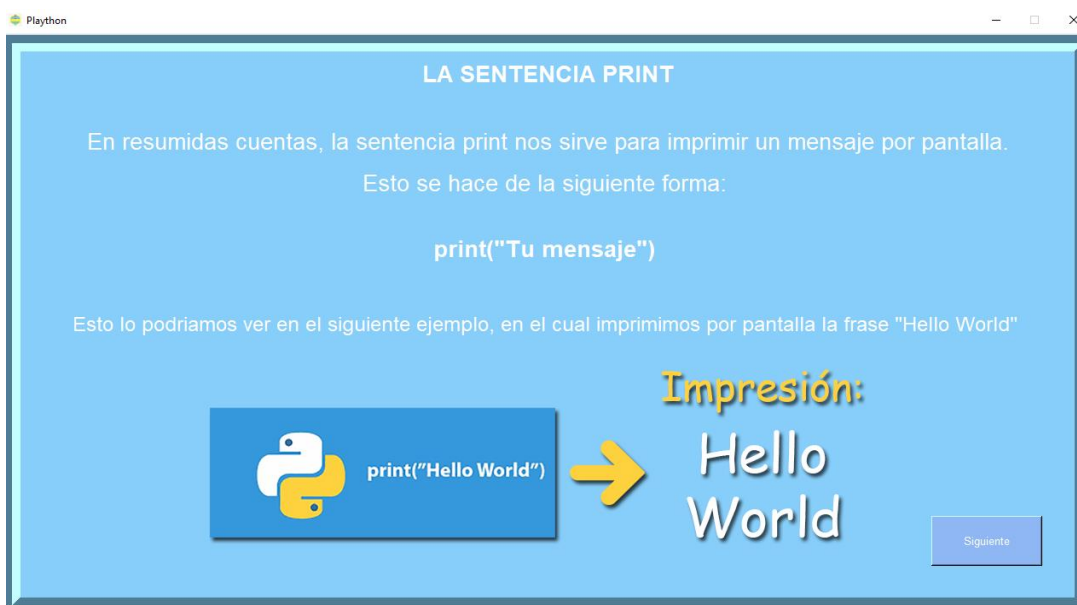 Plaython
LA SENTENCIA PRINT
En resumidas cuentas, la sentencia print nos sirve para imprimir un mensaje por pantalla.
Esto se hace de la siguiente forma:
print("Tu mensaje")
Esto lo podriamos ver en el siguiente ejemplo, en el cual imprimimos por pantalla la frase "Hello World"
print("Hello World")
Impresión:
Hello
World
Siguiente